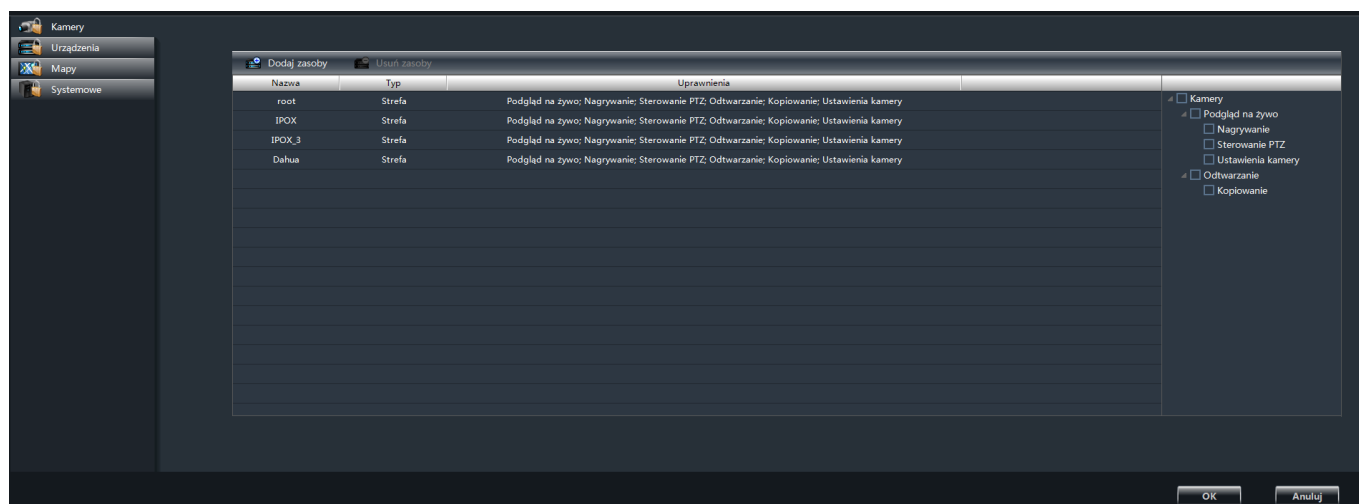 Kamery
Urządzenia
Mapy
Systemowe
Dodaj zasoby Usuń zasoby
Nazwa Typ Uprawnienia
root Strefa Podgląd na żywo; Nagrywanie; Sterowanie PTZ; Odtwarzanie; Kopiowanie; Ustawienia kamery
IPOX Strefa Podgląd na żywo; Nagrywanie; Sterowanie PTZ; Odtwarzanie; Kopiowanie; Ustawienia kamery
IPOX_3 Strefa Podgląd na żywo; Nagrywanie; Sterowanie PTZ; Odtwarzanie; Kopiowanie; Ustawienia kamery
Dahua Strefa Podgląd na żywo; Nagrywanie; Sterowanie PTZ; Odtwarzanie; Kopiowanie; Ustawienia kamery
Kamery
Podgląd na żywo
Nagrywanie
Sterowanie PTZ
Ustawienia kamery
Odtwarzanie
Kopiowanie
OK Anuluj